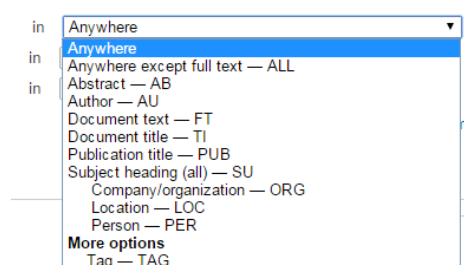 in Anywhere
Anywhere
in Anywhere except full text — ALL
in Abstract — AB
Author — AU
Document text — FT
Document title — TI
Publication title — PUB
Subject heading (all) — SU
Company/organization — ORG
Location — LOC
Person — PER
More options
Tag — TAG